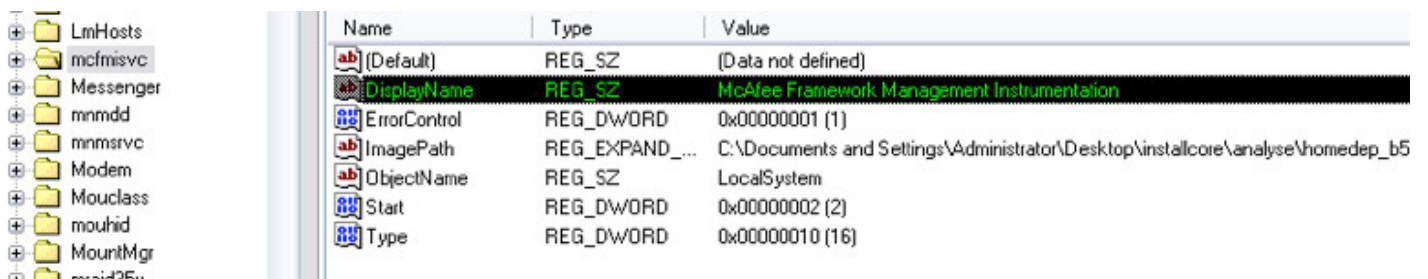 LmHosts
mcfmisvc
Messenger
mnmdd
mnmsrvc
Modem
Mouclass
mouhid
MountMgr
Name Type Value
(Default) REG_SZ (Data not defined)
DisplayName REG_SZ McAfee Framework Management Instrumentation
ErrorControl REG_DWORD 0x00000001 (1)
ImagePath REG_EXPAND_... C:\Documents and Settings\Administrator\Desktop\installcore\analyse\homedep_b5
ObjectName REG_SZ LocalSystem
Start REG_DWORD 0x00000002 (2)
Type REG_DWORD 0x00000010 (16)